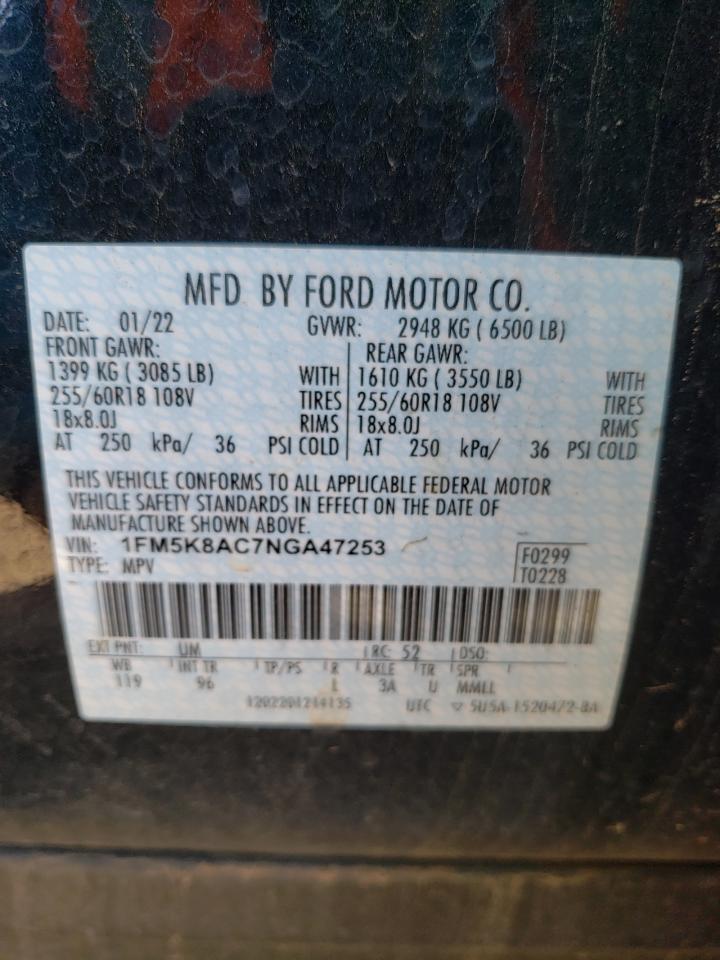 MFD BY FORD MOTOR CO.
DATE: 01/22 GVWR: 2948 KG ( 6500 LB)
FRONT GAWR: REAR GAWR:
1399 KG ( 3085 LB) WITH 1610 KG ( 3550 LB) WITH
255/60R18 108V TIRES 255/60R18 108V TIRES
18x8.0J RIMS 18x8.0J RIMS
AT 250 kPa/ 36 PSI COLD AT 250 kPa/ 36 PSI COLD
THIS VEHICLE CONFORMS TO ALL APPLICABLE FEDERAL MOTOR
VEHICLE SAFETY STANDARDS IN EFFECT ON THE DATE OF
MANUFACTURE SHOWN ABOVE.
VIN: 1FM5K8AC7NGA47253
TYPE: MPV
F0299
T0228
EXT PNT: UM RC: 52 DSO:
WB INT TR TP/PS R AXLE TR SPR
119 96 L 3A U MMLL
UTC